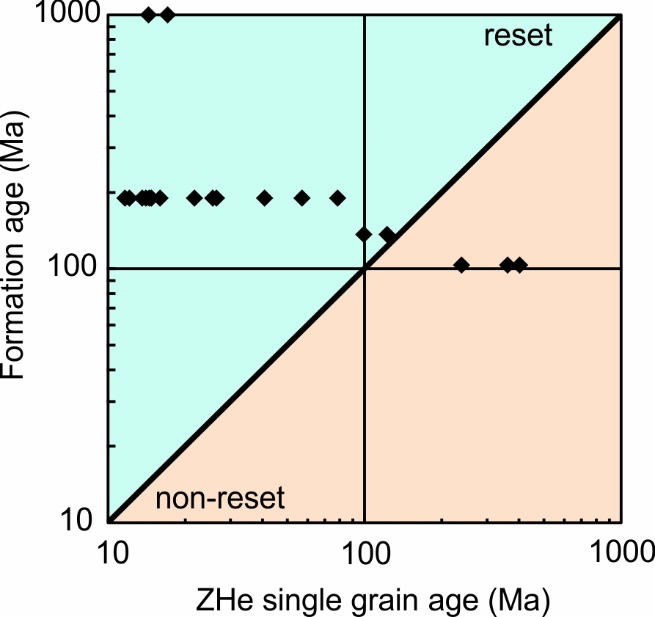 1000
reset
Formation age (Ma)
100
non-reset
10
10
100
1000
ZHe single grain age (Ma)